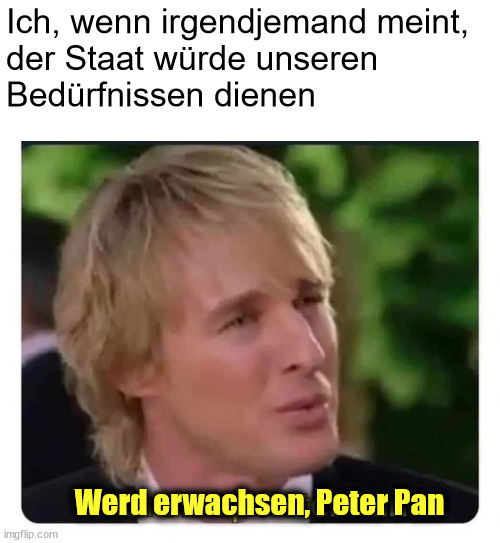 Ich, wenn irgendjemand meint,
der Staat würde unseren
Bedürfnissen dienen
Werd erwachsen, Peter Pan
imgflip.com